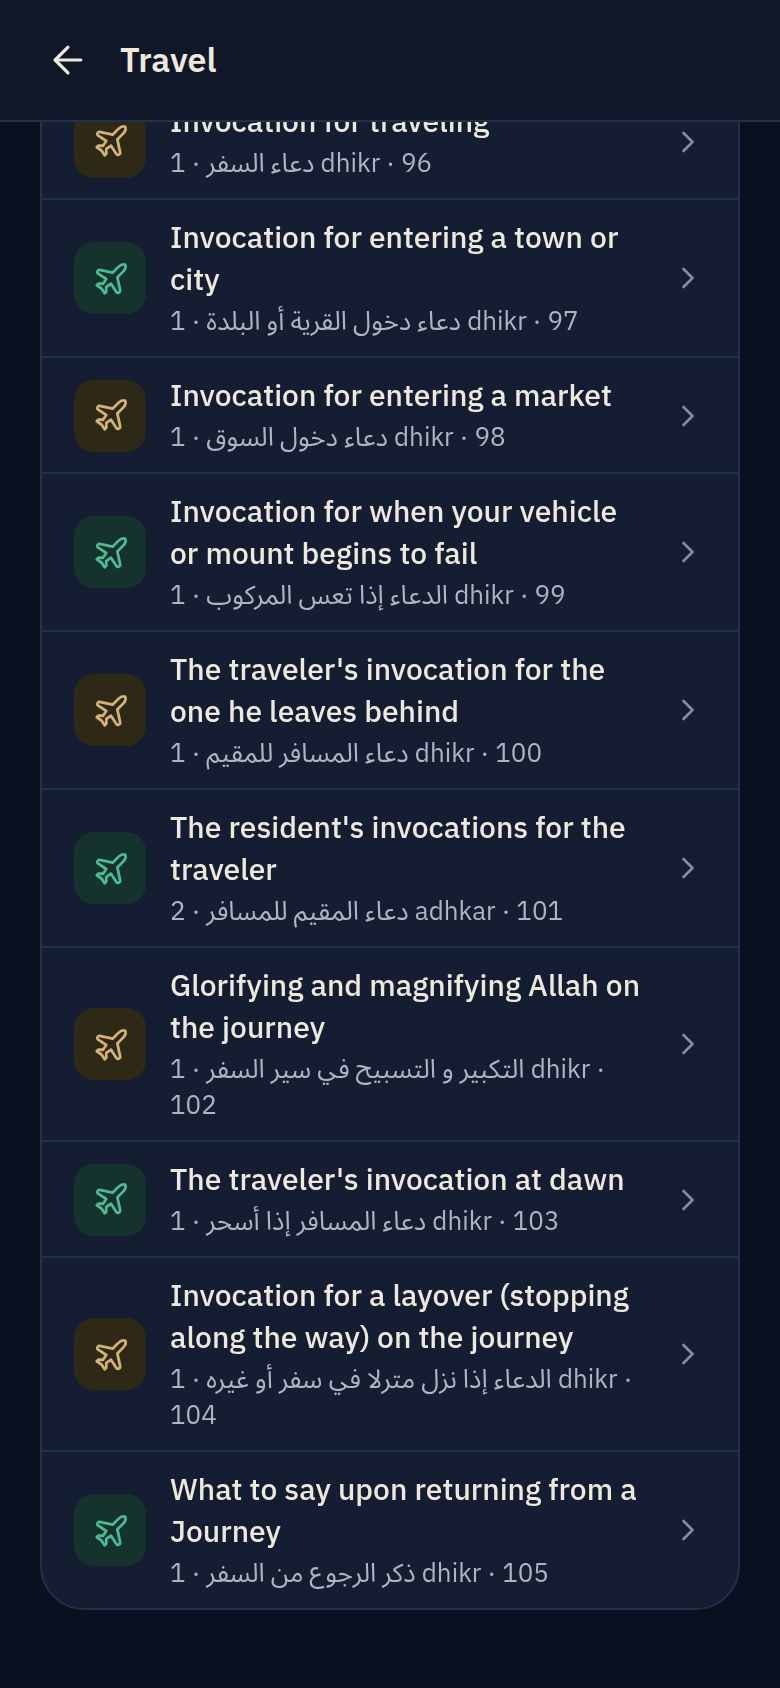 Travel
Invocation for traveling
دعاء السفر · 1 dhikr · 96
Invocation for entering a town or
city
دعاء دخول القرية أو البلدة · 1 dhikr · 97
Invocation for entering a market
دعاء دخول السوق · 1 dhikr · 98
Invocation for when your vehicle
or mount begins to fail
الدعاء إذا تعس المركوب · 1 dhikr · 99
The traveler's invocation for the
one he leaves behind
دعاء المسافر للمقيم · 1 dhikr · 100
The resident's invocations for the
traveler
دعاء المقيم للمسافر · 2 adhkar · 101
Glorifying and magnifying Allah on
the journey
التكبير و التسبيح في سير السفر · 1 dhikr ·
102
The traveler's invocation at dawn
دعاء المسافر إذا أسحر · 1 dhikr · 103
Invocation for a layover (stopping
along the way) on the journey
الدعاء إذا نزل مترلا في سفر أو غيره · 1 dhikr ·
104
What to say upon returning from a
Journey
ذكر الرجوع من السفر · 1 dhikr · 105